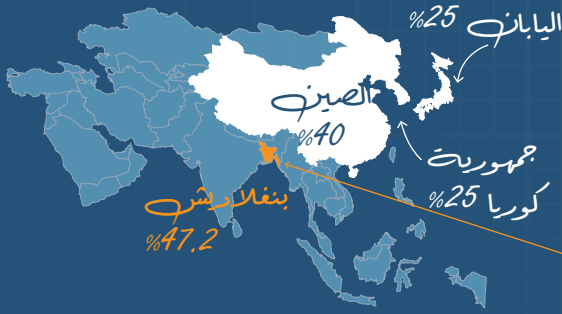 اليابان 25%
الصين
40%
جمهورية
كوريا 25%
بنغلاديش
47.2%